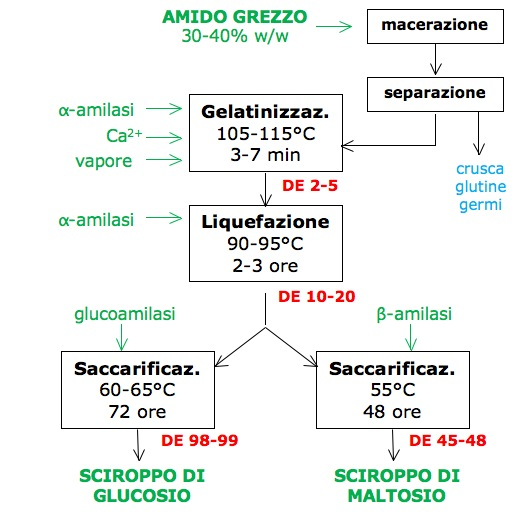 AMIDO GREZZO
30-40% w/w
macerazione
separazione
crusca
glutine
germi
α-amilasi
Ca2+
vapore
Gelatinizzaz.
105-115°C
3-7 min
DE 2-5
α-amilasi
Liquefazione
90-95°C
2-3 ore
DE 10-20
glucoamilasi
β-amilasi
Saccarificaz.
60-65°C
72 ore
Saccarificaz.
55°C
48 ore
DE 98-99
DE 45-48
SCIROPPO DI
GLUCOSIO
SCIROPPO DI
MALTOSIO